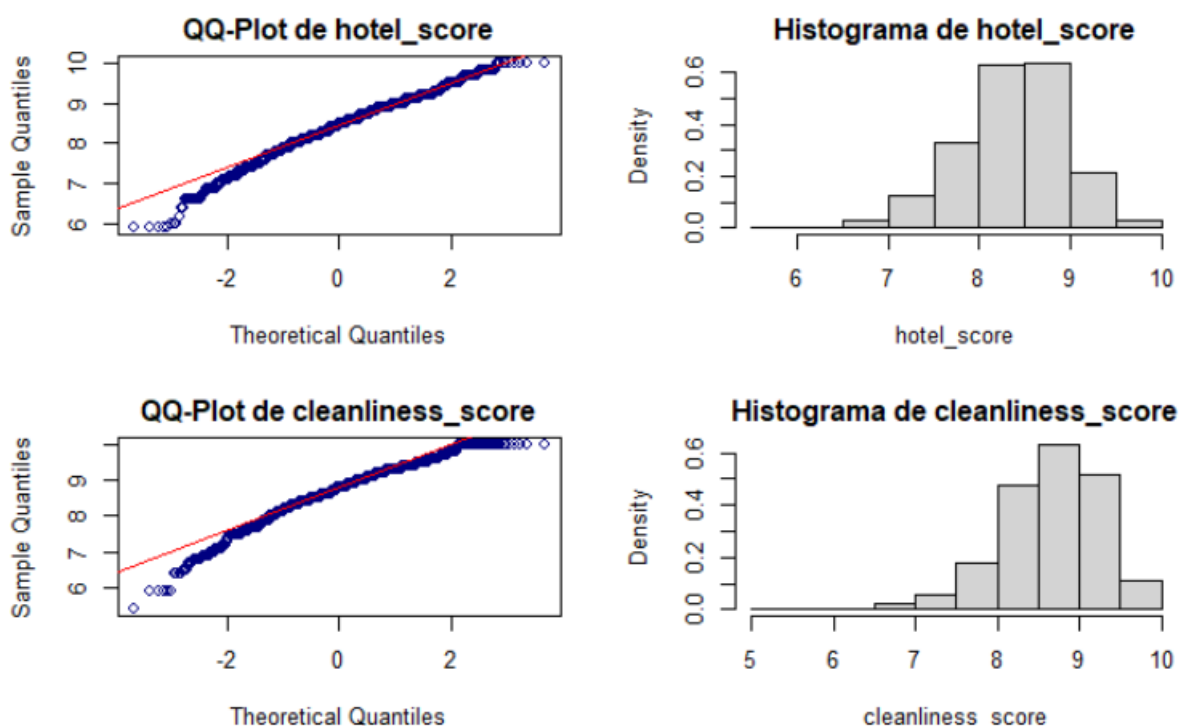 QQ-Plot de hotel_score
Sample Quantiles
10
9
8
7
6
-2
0
2
Theoretical Quantiles
Histograma de hotel_score
Density
0.6
0.4
0.2
0.0
6
7
8
9
10
hotel_score
QQ-Plot de cleanliness_score
Sample Quantiles
9
8
7
6
-2
0
2
Theoretical Quantiles
Histograma de cleanliness_score
Density
0.6
0.4
0.2
0.0
5
6
7
8
9
10
cleanliness_score